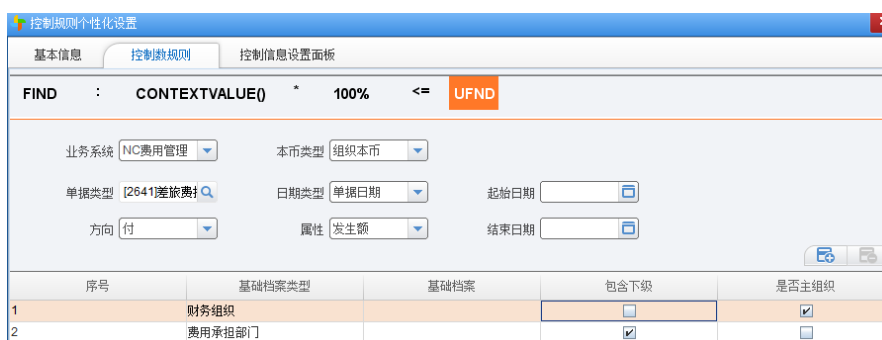 控制规则个性化设置
基本信息 控制数规则 控制信息设置面板
FIND : CONTEXTVALUE() * 100% <= UFND
业务系统 NC费用管理 本币类型 组织本币
单据类型 [2641]差旅费 日期类型 单据日期 起始日期
方向 付 属性 发生额 结束日期
序号 基础档案类型 基础档案 包含下级 是否主组织
1 财务组织
2 费用承担部门